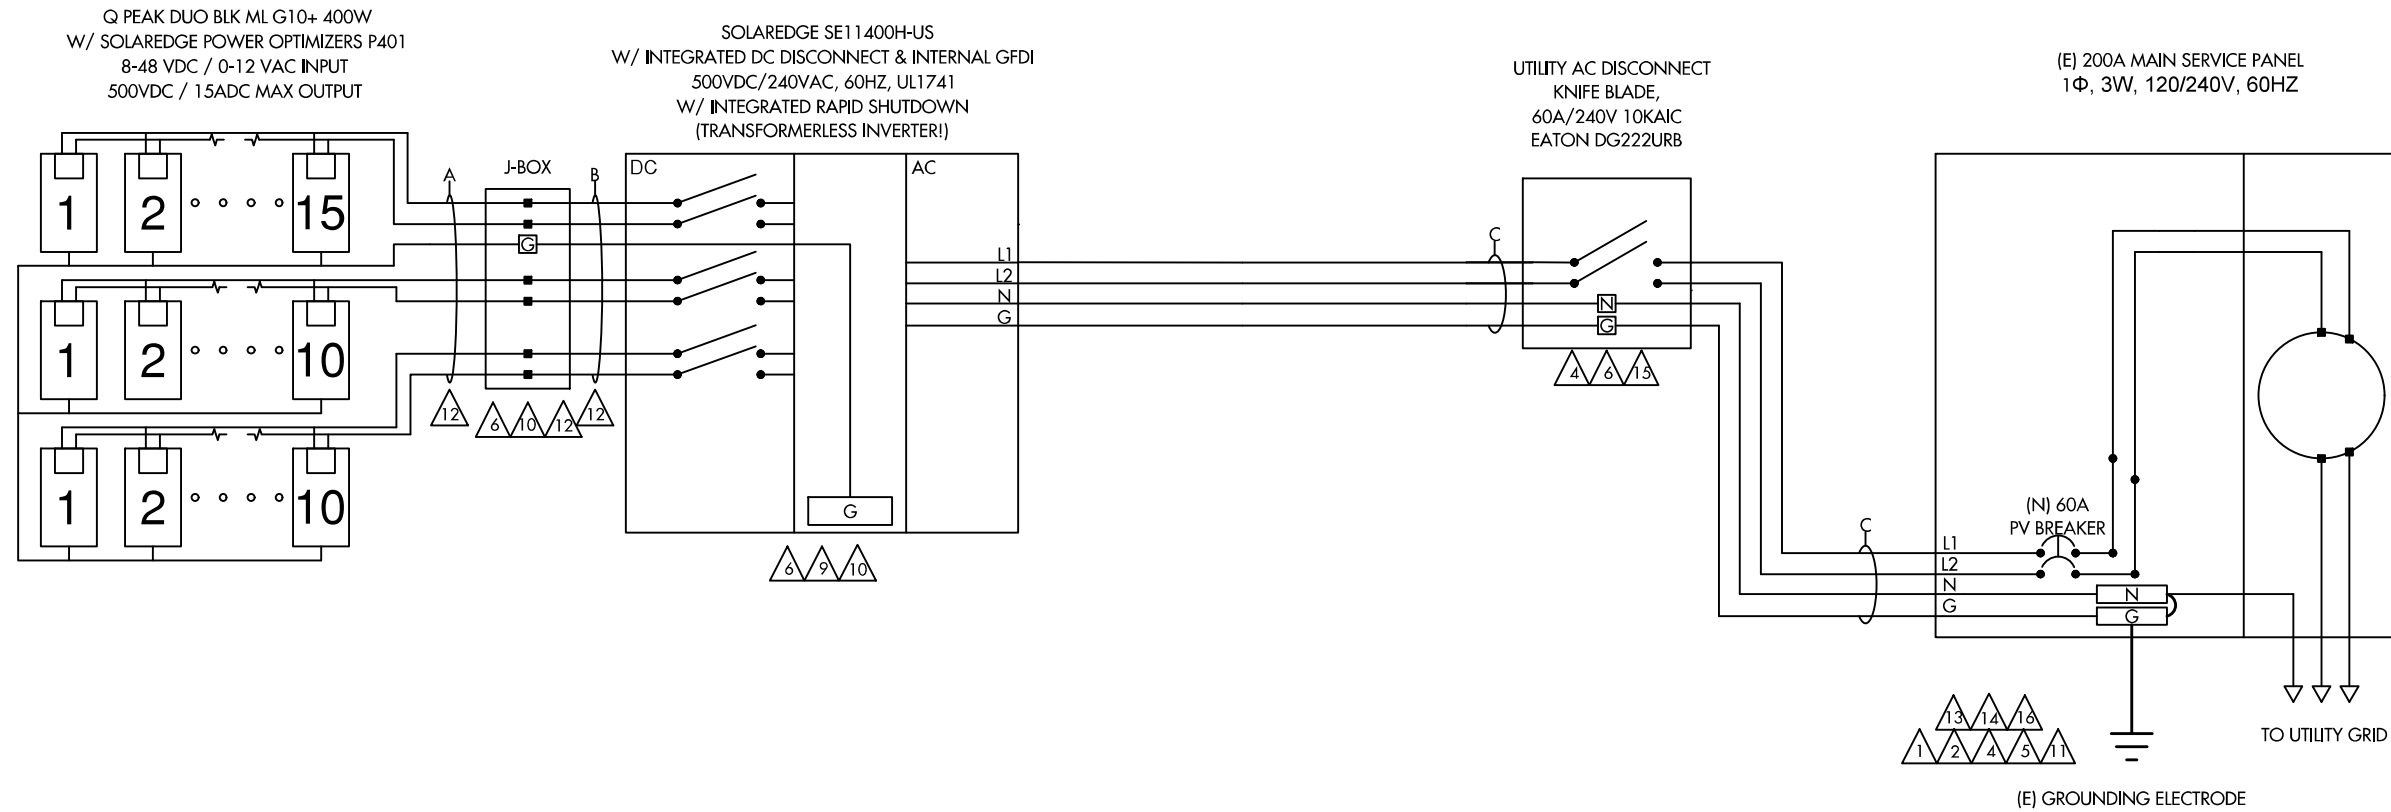 Q PEAK DUO BLK ML G10+ 400W
W/ SOLAREDGE POWER OPTIMIZERS P401
8-48 VDC / 0-12 VAC INPUT
500VDC / 15ADC MAX OUTPUT
SOLAREDGE SE11400H-US
W/ INTEGRATED DC DISCONNECT & INTERNAL GFDI
500VDC/240VAC, 60HZ, UL1741
W/ INTEGRATED RAPID SHUTDOWN
(TRANSFORMERLESS INVERTER!)
UTILITY AC DISCONNECT
KNIFE BLADE,
60A/240V 10KAIC
EATON DG222URB
(E) 200A MAIN SERVICE PANEL
1Φ, 3W, 120/240V, 60HZ
1 2 15
1 2 10
1 2 10
A
J-BOX
B
G
12
6 10 12
12
DC
AC
G
L1
L2
N
G
6 9 10
C
N
G
4 6 15
C
L1
L2
N
G
(N) 60A
PV BREAKER
N
G
13 14 16
1 2 4 5 11
TO UTILITY GRID
(E) GROUNDING ELECTRODE